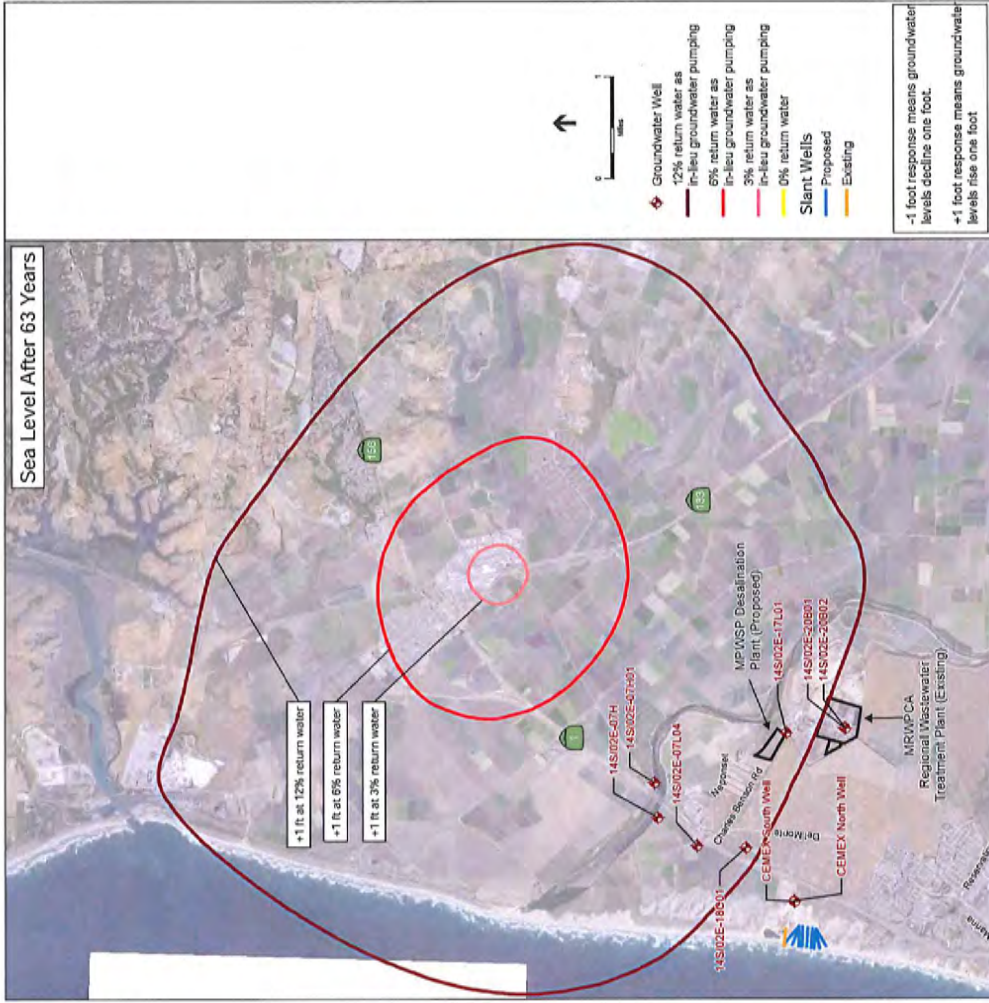 Sea Level After 63 Years
156
183
1
+1 ft at 12% return water
+1 ft at 6% return water
+1 ft at 3% return water
14S/02E-07H
14S/02E-07H01
14S/02E-07L04
Neponset
Charles Benson Rd
MPWSP Desalination
Plant (Proposed)
14S/02E-17L01
14S/02E-20B01
14S/02E-20B02
MRWPCA
Regional Wastewater
Treatment Plant (Existing)
14S/02E-18C01
CEMEX South Well
Del Monte
CEMEX North Well
Reservatio
Marina
0 1
Miles
Groundwater Well
12% return water as
in-lieu groundwater pumping
6% return water as
in-lieu groundwater pumping
3% return water as
in-lieu groundwater pumping
0% return water
Slant Wells
Proposed
Existing
-1 foot response means groundwater
levels decline one foot.
+1 foot response means groundwater
levels rise one foot